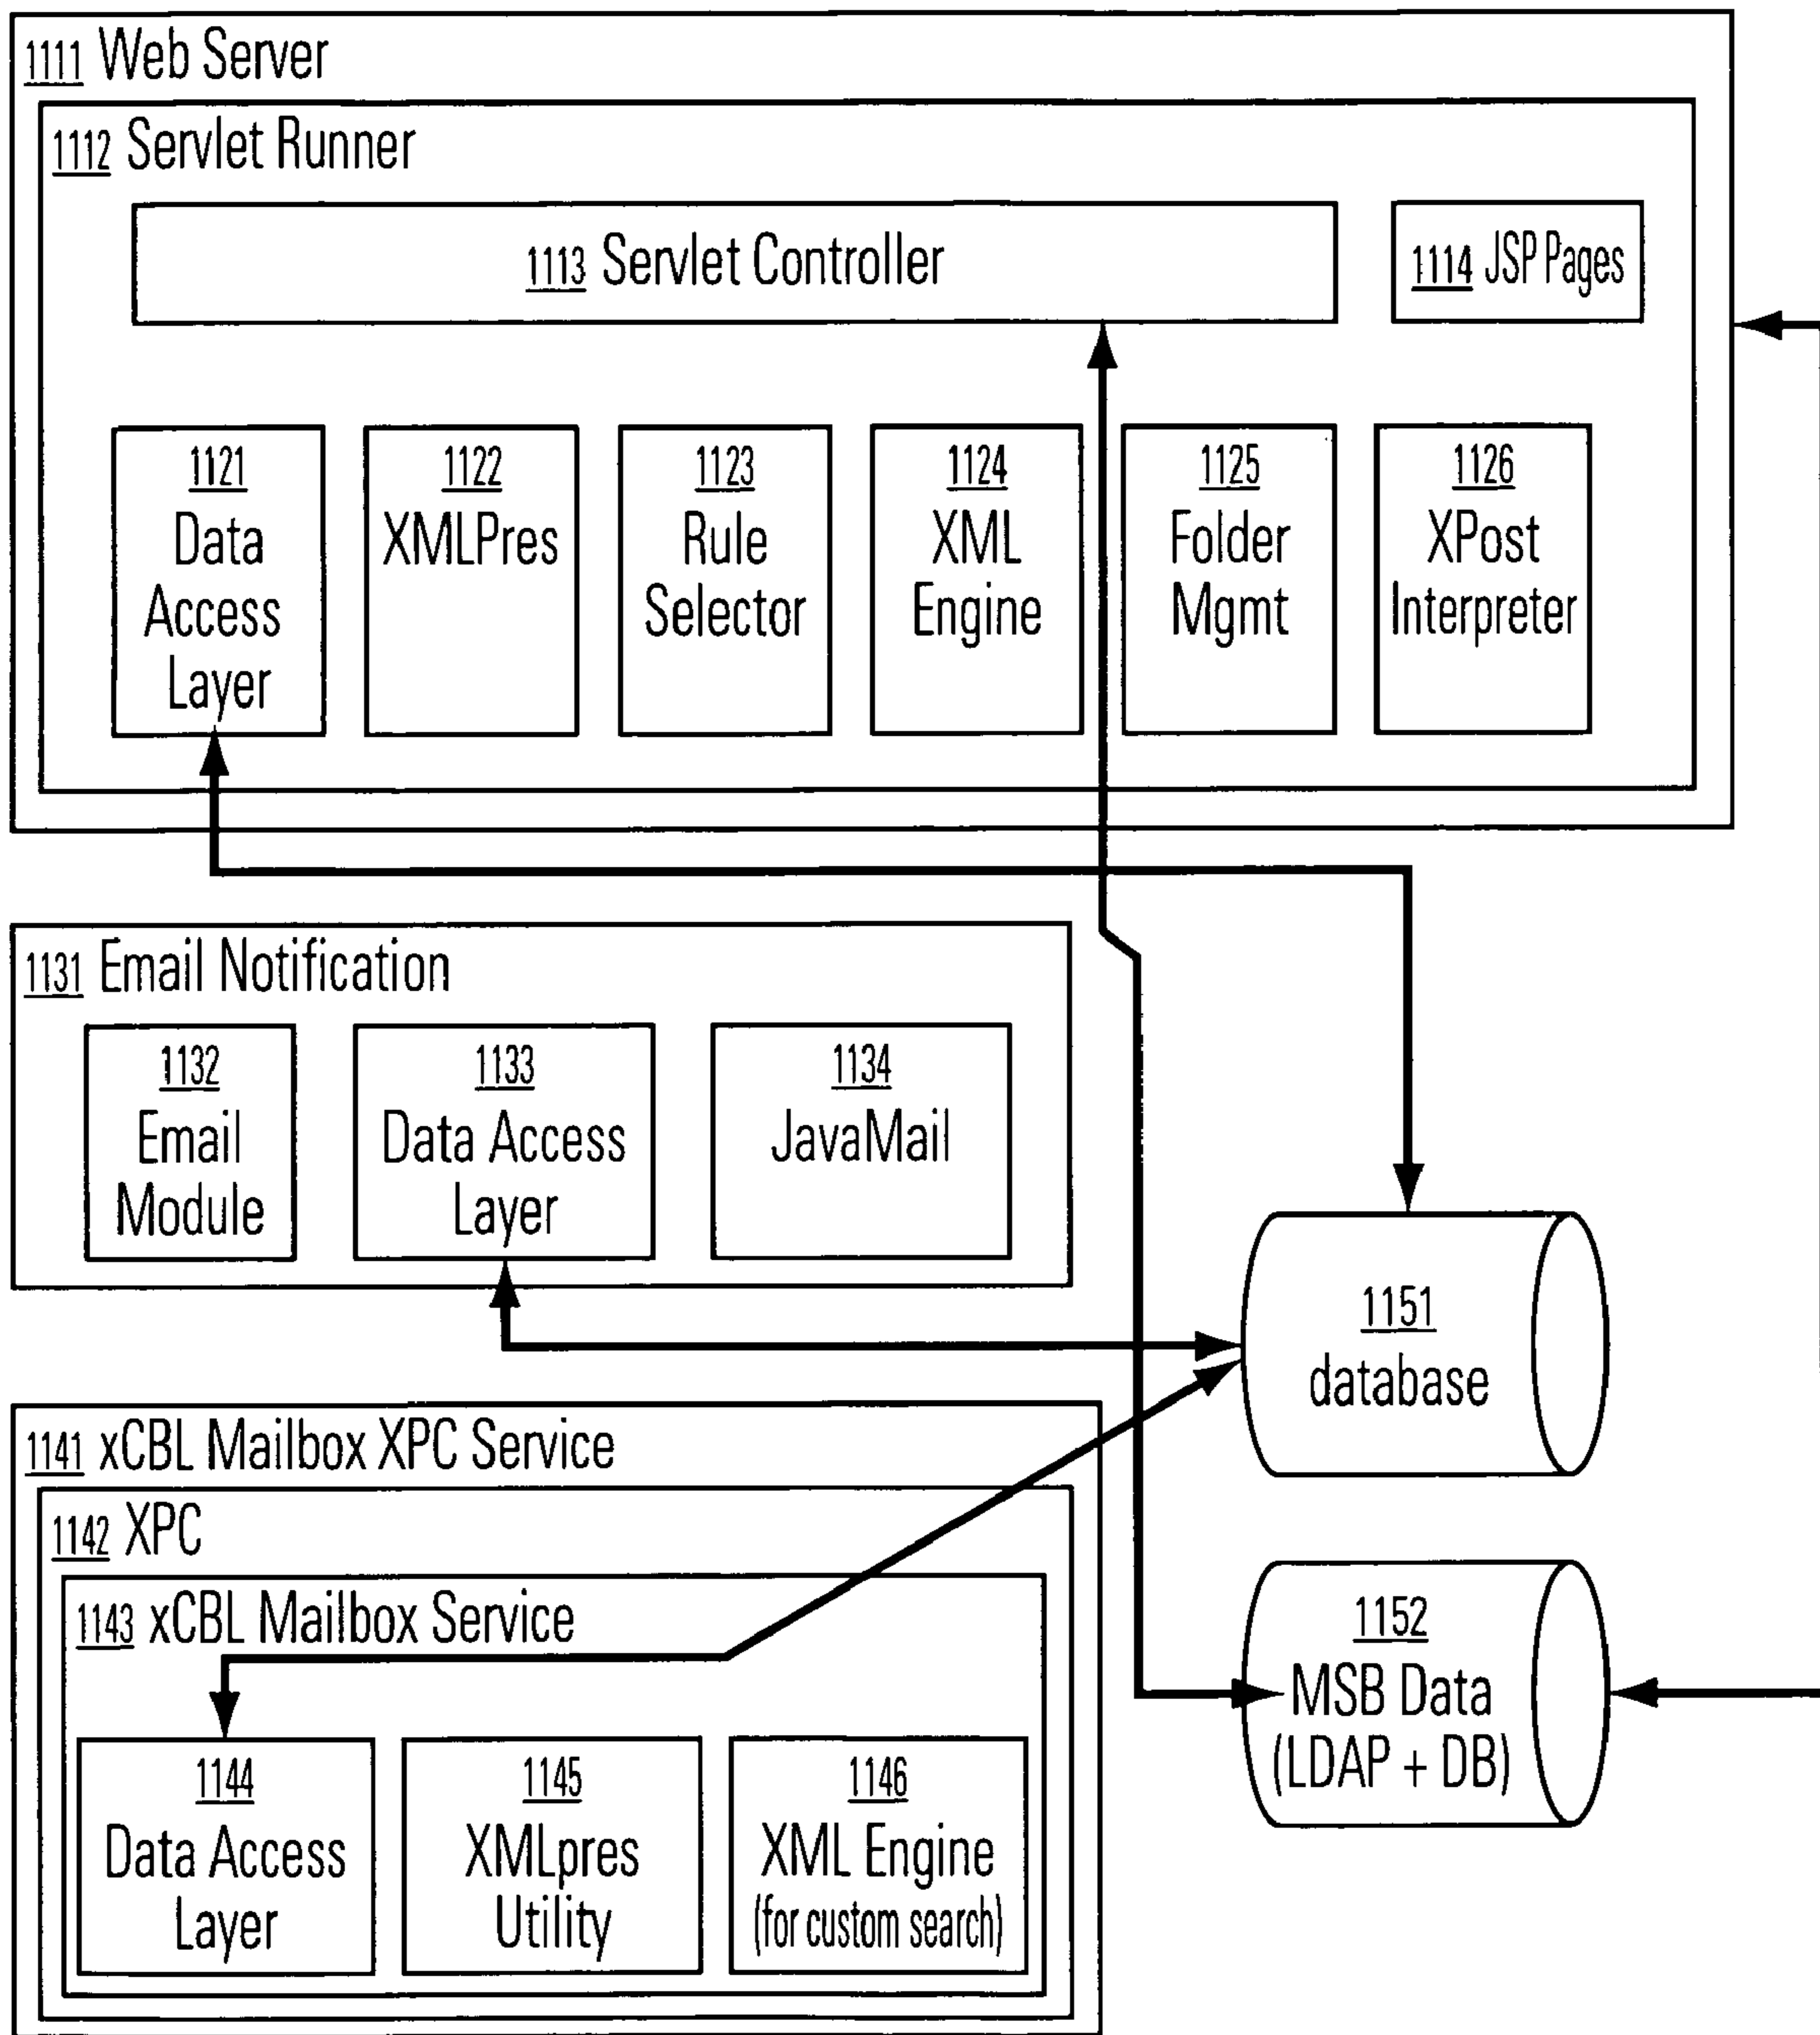 1111 Web Server
1112 Servlet Runner
1113 Servlet Controller
1114 JSP Pages
1121
Data
Access
Layer
1122
XMLPres
1123
Rule
Selector
1124
XML
Engine
1125
Folder
Mgmt
1126
XPost
Interpreter
1131 Email Notification
1132
Email
Module
1133
Data Access
Layer
1134
JavaMail
1151
database
1141 xCBL Mailbox XPC Service
1142 XPC
1143 xCBL Mailbox Service
1144
Data Access
Layer
1145
XMLpres
Utility
1146
XML Engine
(for custom search)
1152
MSB Data
(LDAP + DB)